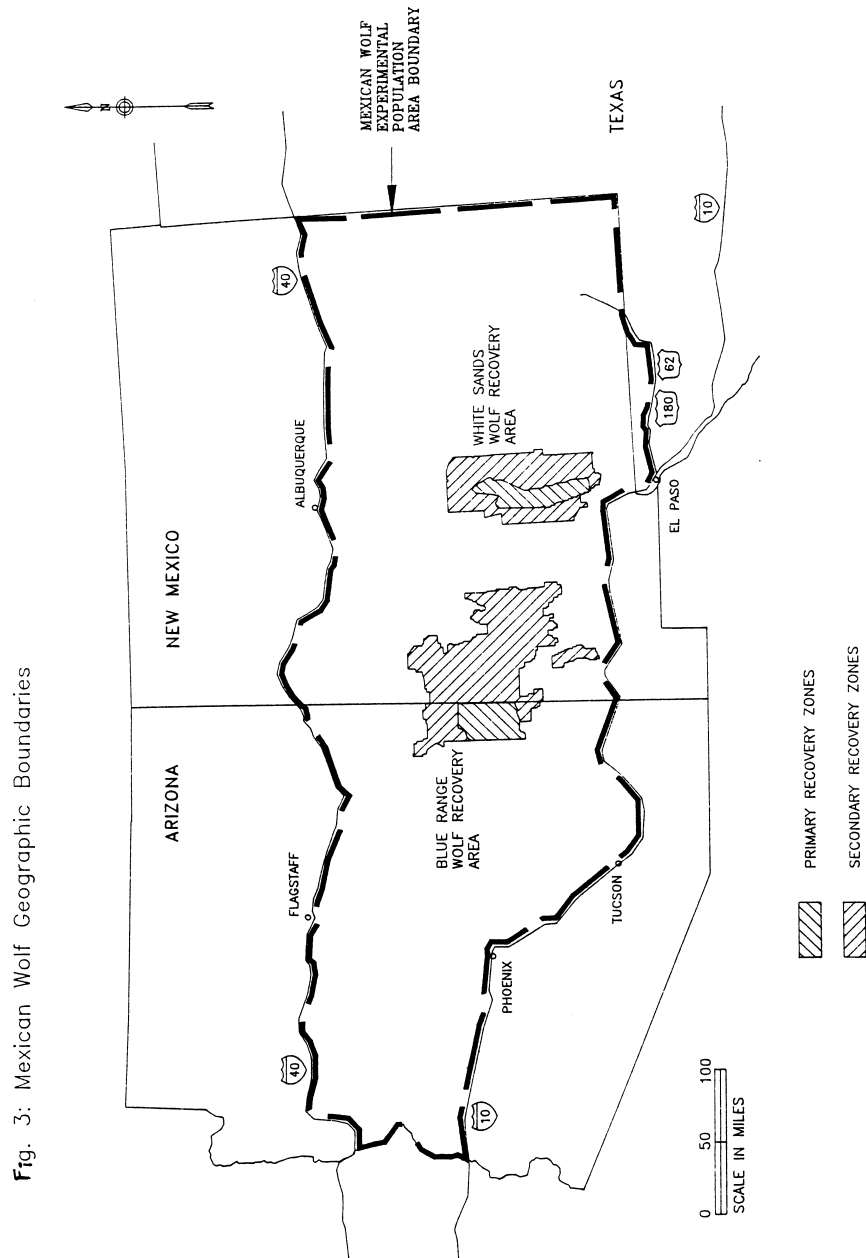 Fig. 3: Mexican Wolf Geographic Boundaries
N
MEXICAN WOLF
EXPERIMENTAL
POPULATION
AREA BOUNDARY
ARIZONA
NEW MEXICO
TEXAS
40
40
FLAGSTAFF
ALBUQUERQUE
BLUE RANGE
WOLF RECOVERY
AREA
WHITE SANDS
WOLF RECOVERY
AREA
10
PHOENIX
TUCSON
EL PASO
180
62
10
0 50 100
SCALE IN MILES
PRIMARY RECOVERY ZONES
SECONDARY RECOVERY ZONES